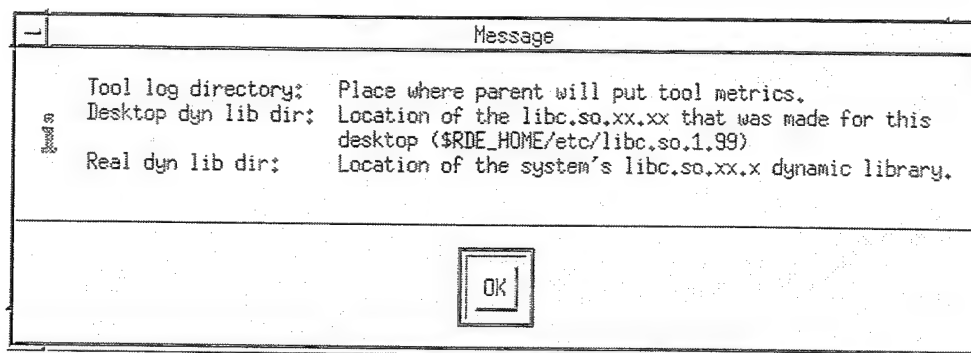 Message
Tool log directory: Place where parent will put tool metrics.
Desktop dyn lib dir: Location of the libc.so.xx.xx that was made for this
desktop ($RDE_HOME/etc/libc.so.1.99)
Real dyn lib dir: Location of the system's libc.so.xx.x dynamic library.
OK